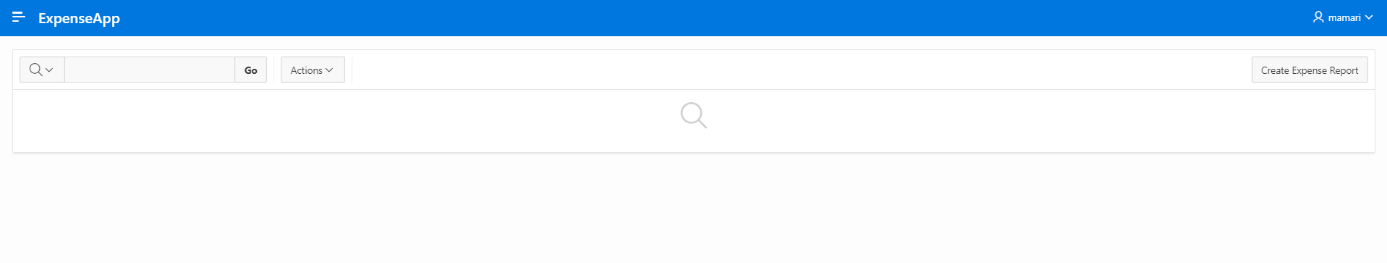 ExpenseApp
mamari
Go
Actions
Create Expense Report